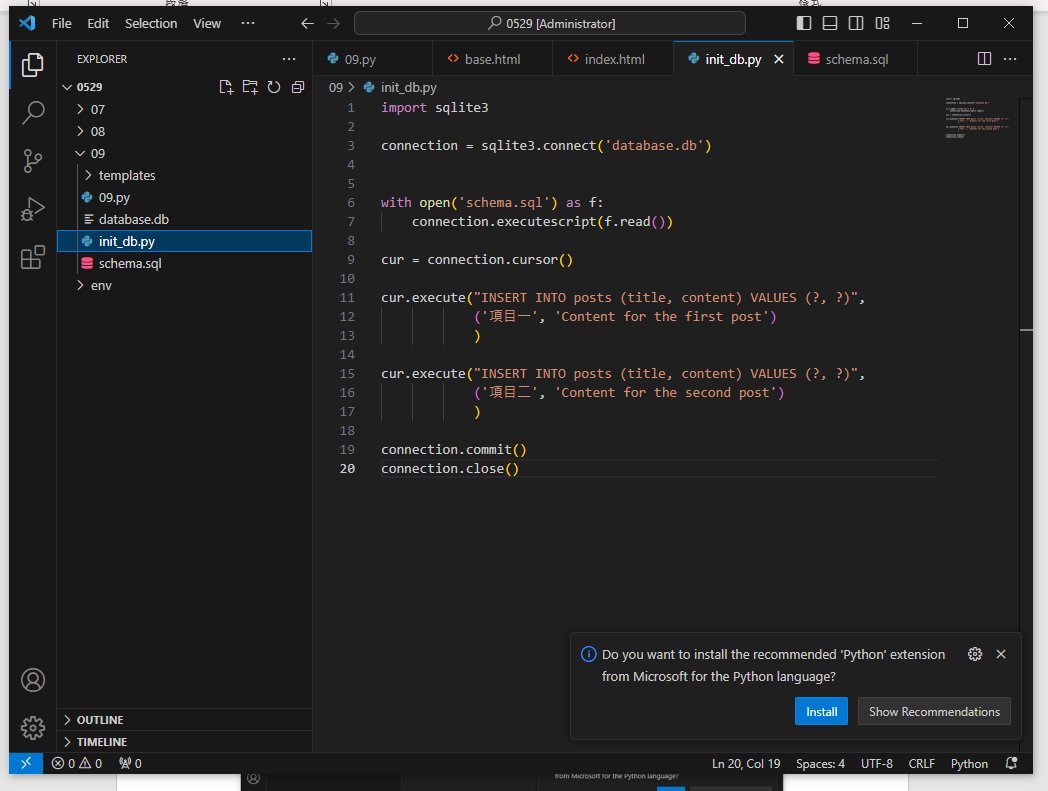 File Edit Selection View ··· 0529 [Administrator]
EXPLORER ···
0529
07
08
09
templates
09.py
database.db
init_db.py
schema.sql
env
OUTLINE
TIMELINE
09.py base.html index.html init_db.py schema.sql ···
09 > init_db.py
1 import sqlite3
2
3 connection = sqlite3.connect('database.db')
4
5
6 with open('schema.sql') as f:
7 connection.executescript(f.read())
8
9 cur = connection.cursor()
10
11 cur.execute("INSERT INTO posts (title, content) VALUES (?, ?)",
12 ('項目一', 'Content for the first post')
13 )
14
15 cur.execute("INSERT INTO posts (title, content) VALUES (?, ?)",
16 ('項目二', 'Content for the second post')
17 )
18
19 connection.commit()
20 connection.close()
Do you want to install the recommended 'Python' extension
from Microsoft for the Python language?
Install Show Recommendations
0 0 0 Ln 20, Col 19 Spaces: 4 UTF-8 CRLF Python
from Microsoft for the Python language?